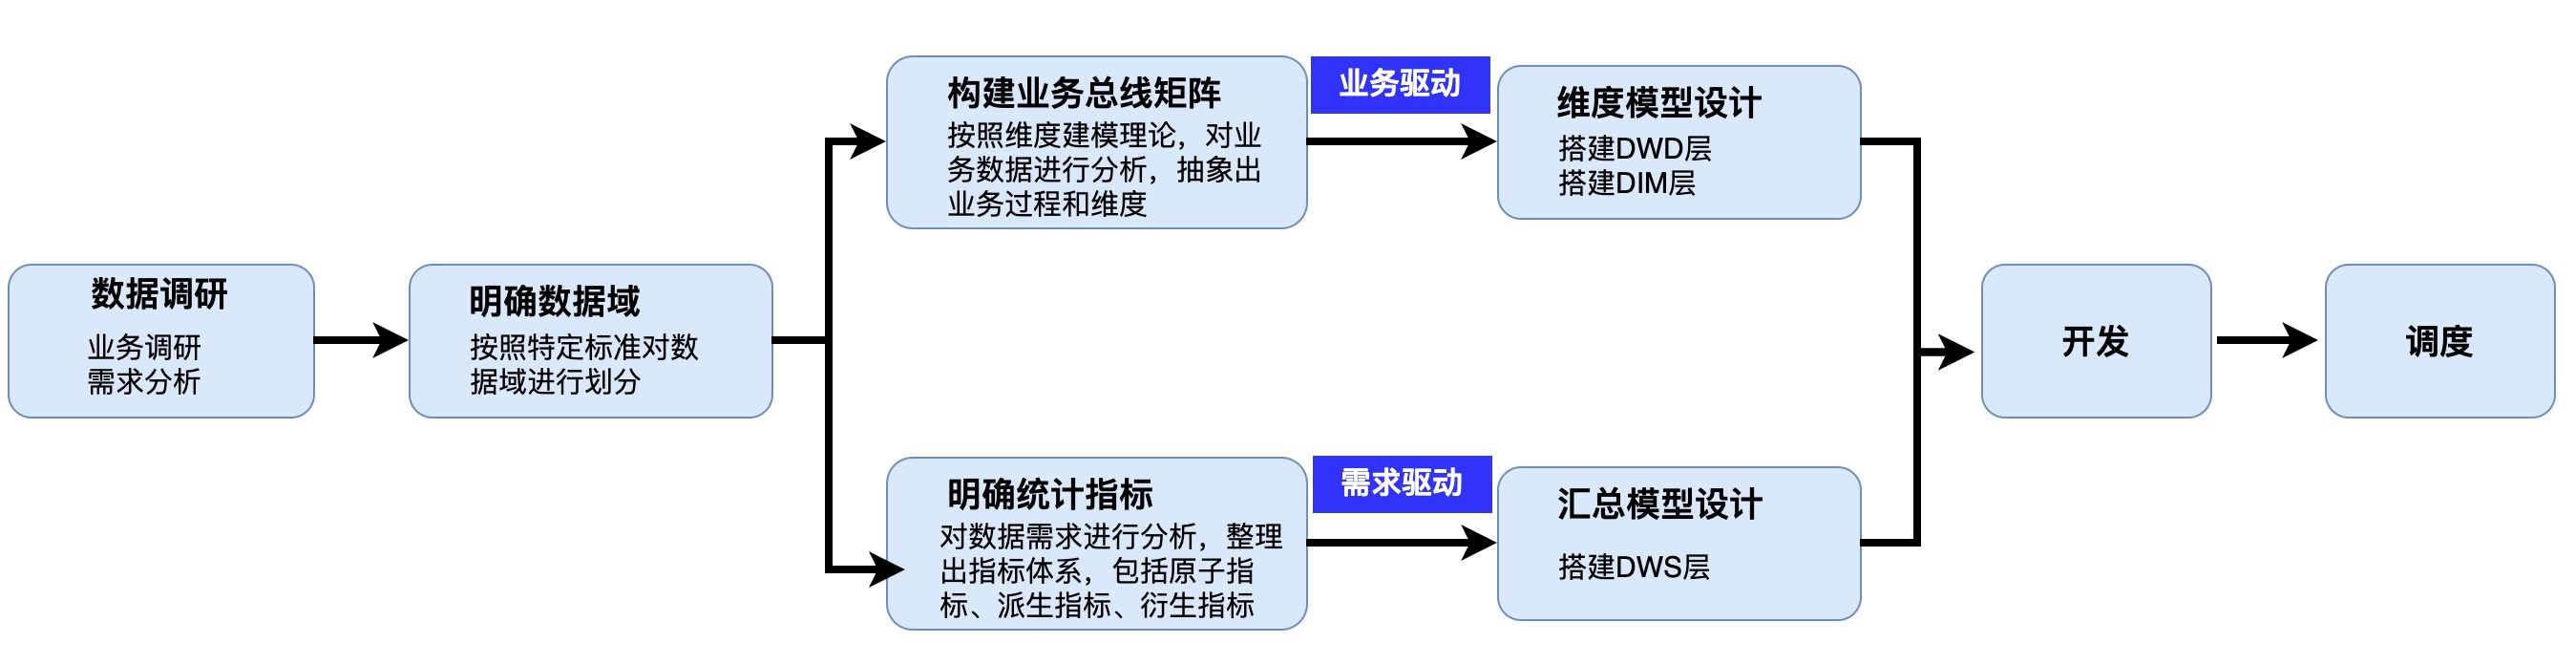 数据调研
业务调研
需求分析
明确数据域
按照特定标准对数
据域进行划分
构建业务总线矩阵
按照维度建模理论，对业
务数据进行分析，抽象出
业务过程和维度
业务驱动
维度模型设计
搭建DWD层
搭建DIM层
明确统计指标
对数据需求进行分析，整理
出指标体系，包括原子指
标、派生指标、衍生指标
需求驱动
汇总模型设计
搭建DWS层
开发
调度